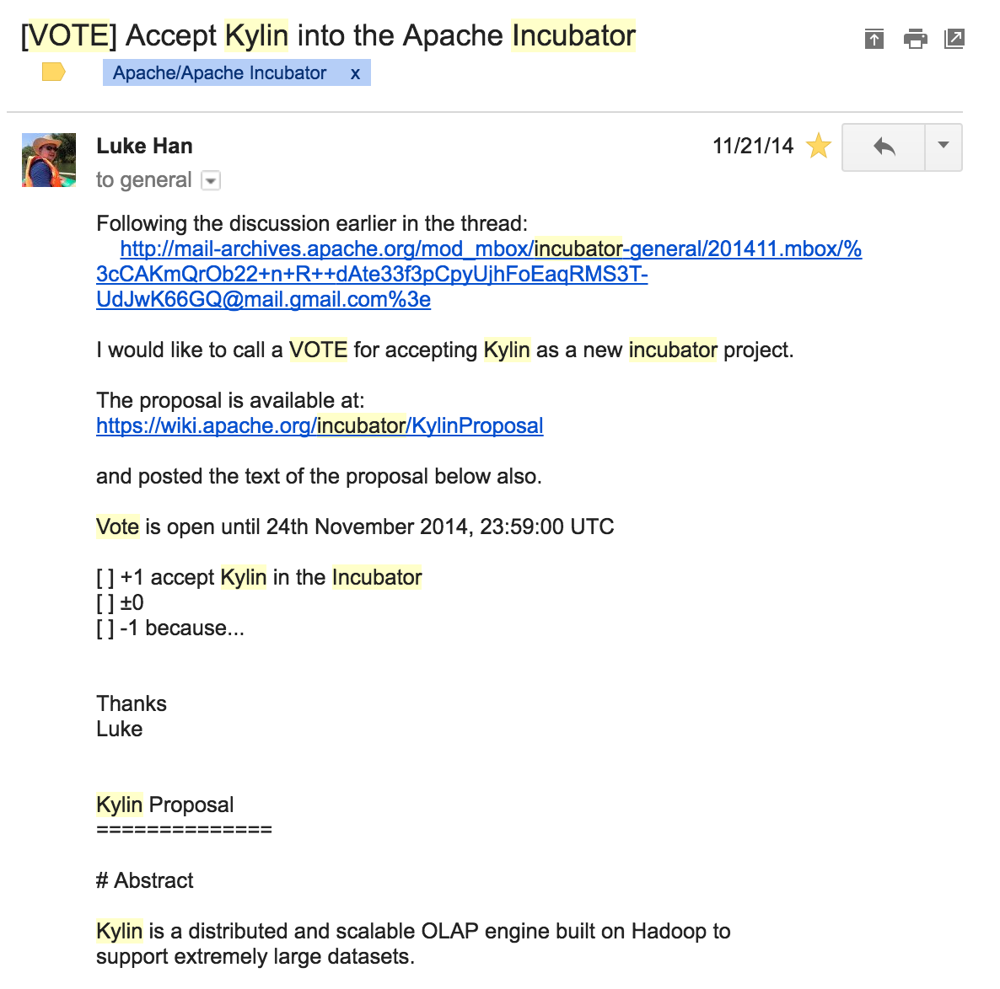 [VOTE] Accept Kylin into the Apache Incubator
Apache/Apache Incubator x
Luke Han
11/21/14
to general
Following the discussion earlier in the thread:
http://mail-archives.apache.org/mod_mbox/incubator-general/201411.mbox/%
3cCAKmQrOb22+n+R++dAte33f3pCpyUjhFoEaqRMS3T-
UdJwK66GQ@mail.gmail.com%3e
I would like to call a VOTE for accepting Kylin as a new incubator project.
The proposal is available at:
https://wiki.apache.org/incubator/KylinProposal
and posted the text of the proposal below also.
Vote is open until 24th November 2014, 23:59:00 UTC
[ ] +1 accept Kylin in the Incubator
[ ] ±0
[ ] -1 because...
Thanks
Luke
Kylin Proposal
==============
# Abstract
Kylin is a distributed and scalable OLAP engine built on Hadoop to
support extremely large datasets.